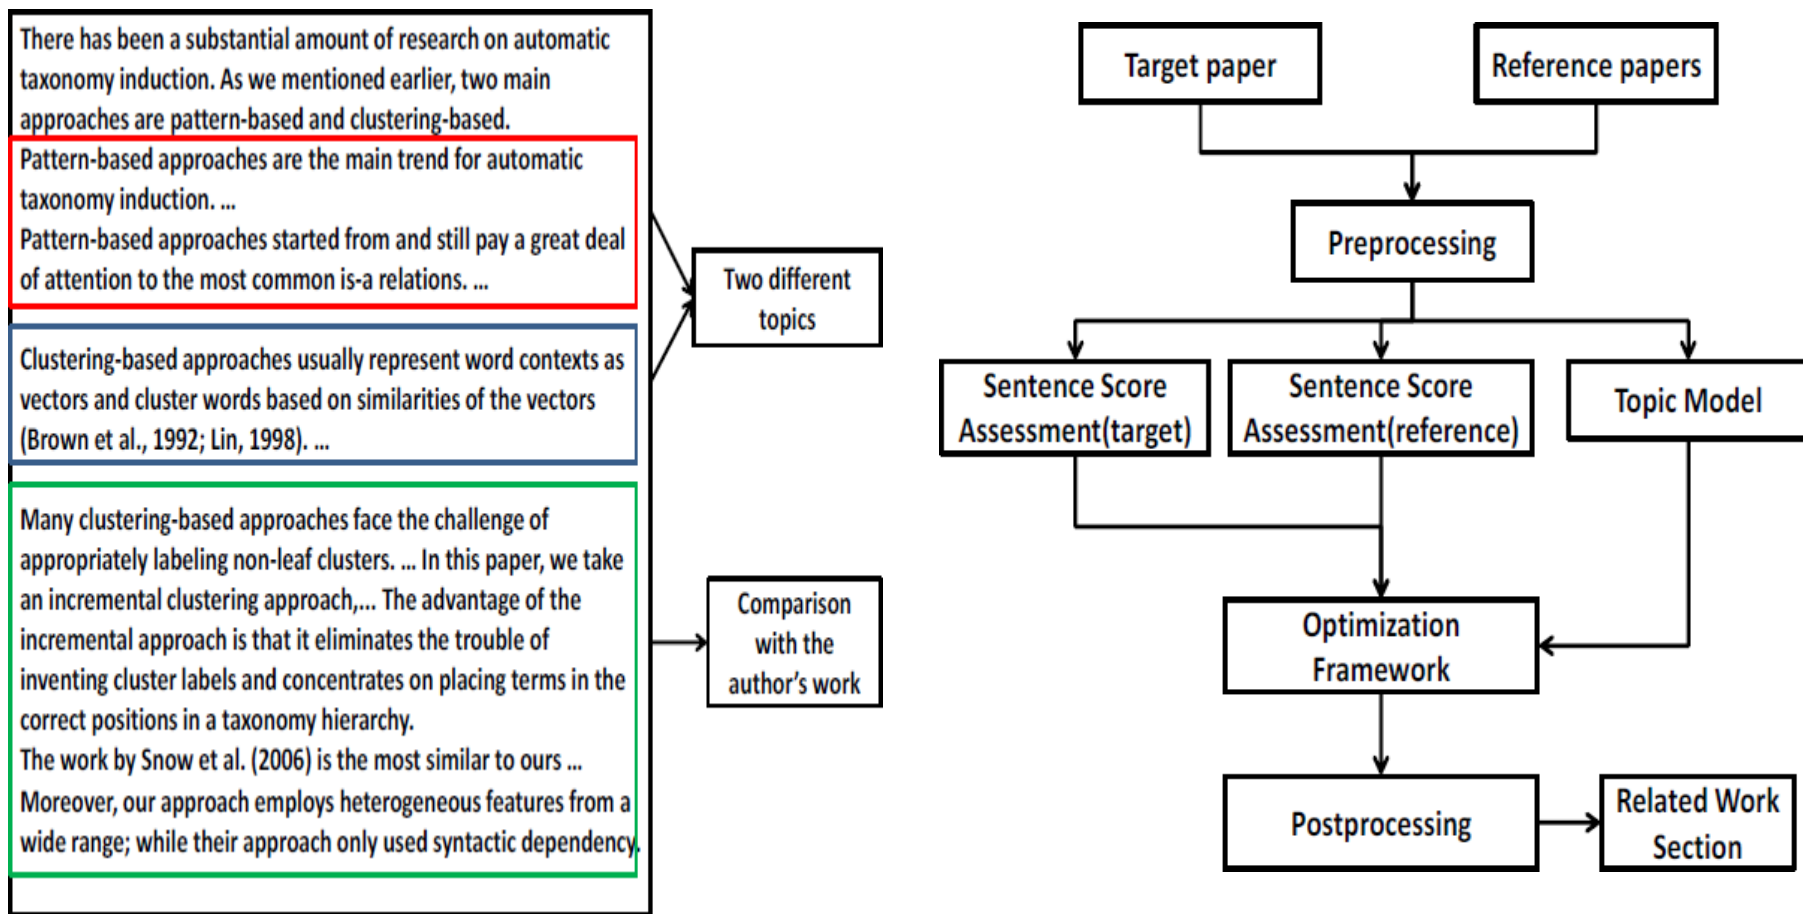 There has been a substantial amount of research on automatic
taxonomy induction. As we mentioned earlier, two main
approaches are pattern-based and clustering-based.
Pattern-based approaches are the main trend for automatic
taxonomy induction. ...
Pattern-based approaches started from and still pay a great deal
of attention to the most common is-a relations. ...
Clustering-based approaches usually represent word contexts as
vectors and cluster words based on similarities of the vectors
(Brown et al., 1992; Lin, 1998). ...
Many clustering-based approaches face the challenge of
appropriately labeling non-leaf clusters. ... In this paper, we take
an incremental clustering approach,... The advantage of the
incremental approach is that it eliminates the trouble of
inventing cluster labels and concentrates on placing terms in the
correct positions in a taxonomy hierarchy.
The work by Snow et al. (2006) is the most similar to ours ...
Moreover, our approach employs heterogeneous features from a
wide range; while their approach only used syntactic dependency.
Two different
topics
Comparison
with the
author's work
Target paper
Reference papers
Preprocessing
Sentence Score
Assessment(target)
Sentence Score
Assessment(reference)
Topic Model
Optimization
Framework
Postprocessing
Related Work
Section